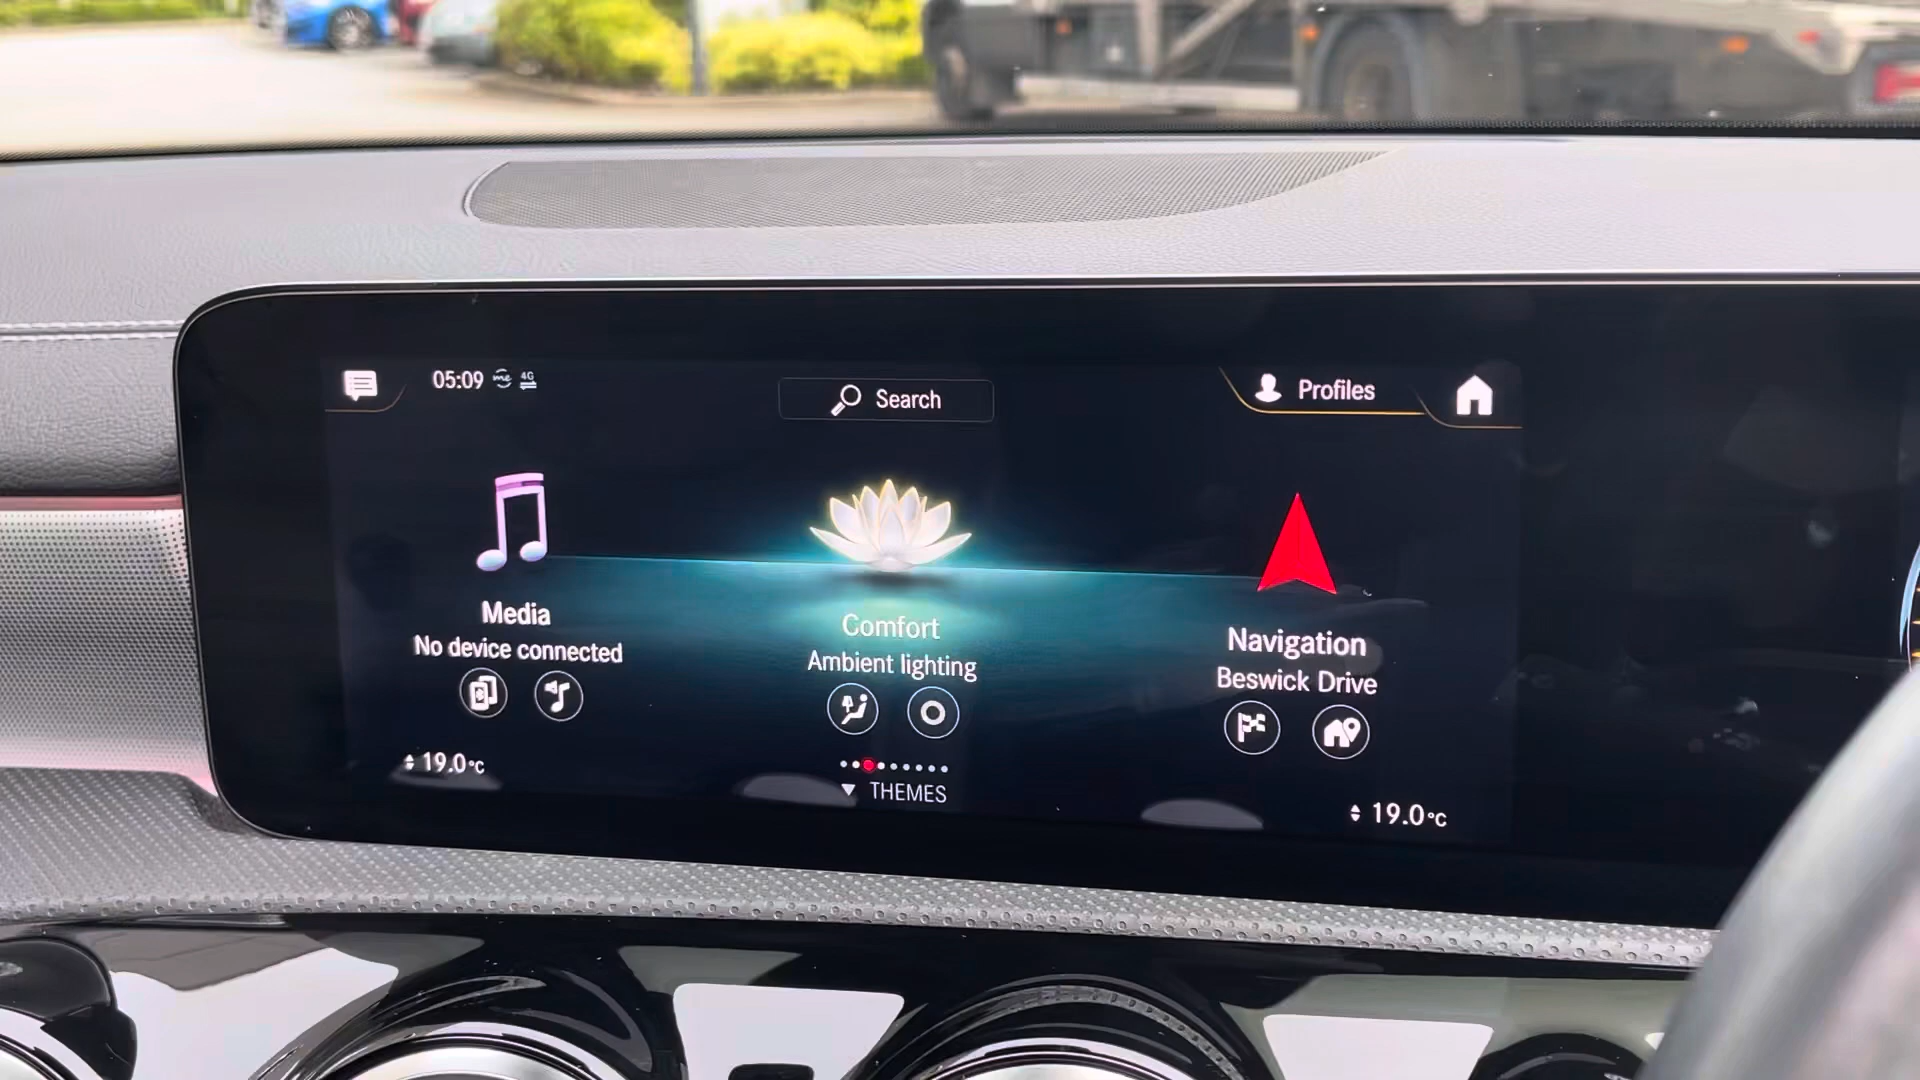 05:09 me 4G
Search
Profiles
Media
No device connected
Comfort
Ambient lighting
Navigation
Beswick Drive
19.0°C
THEMES
19.0°C